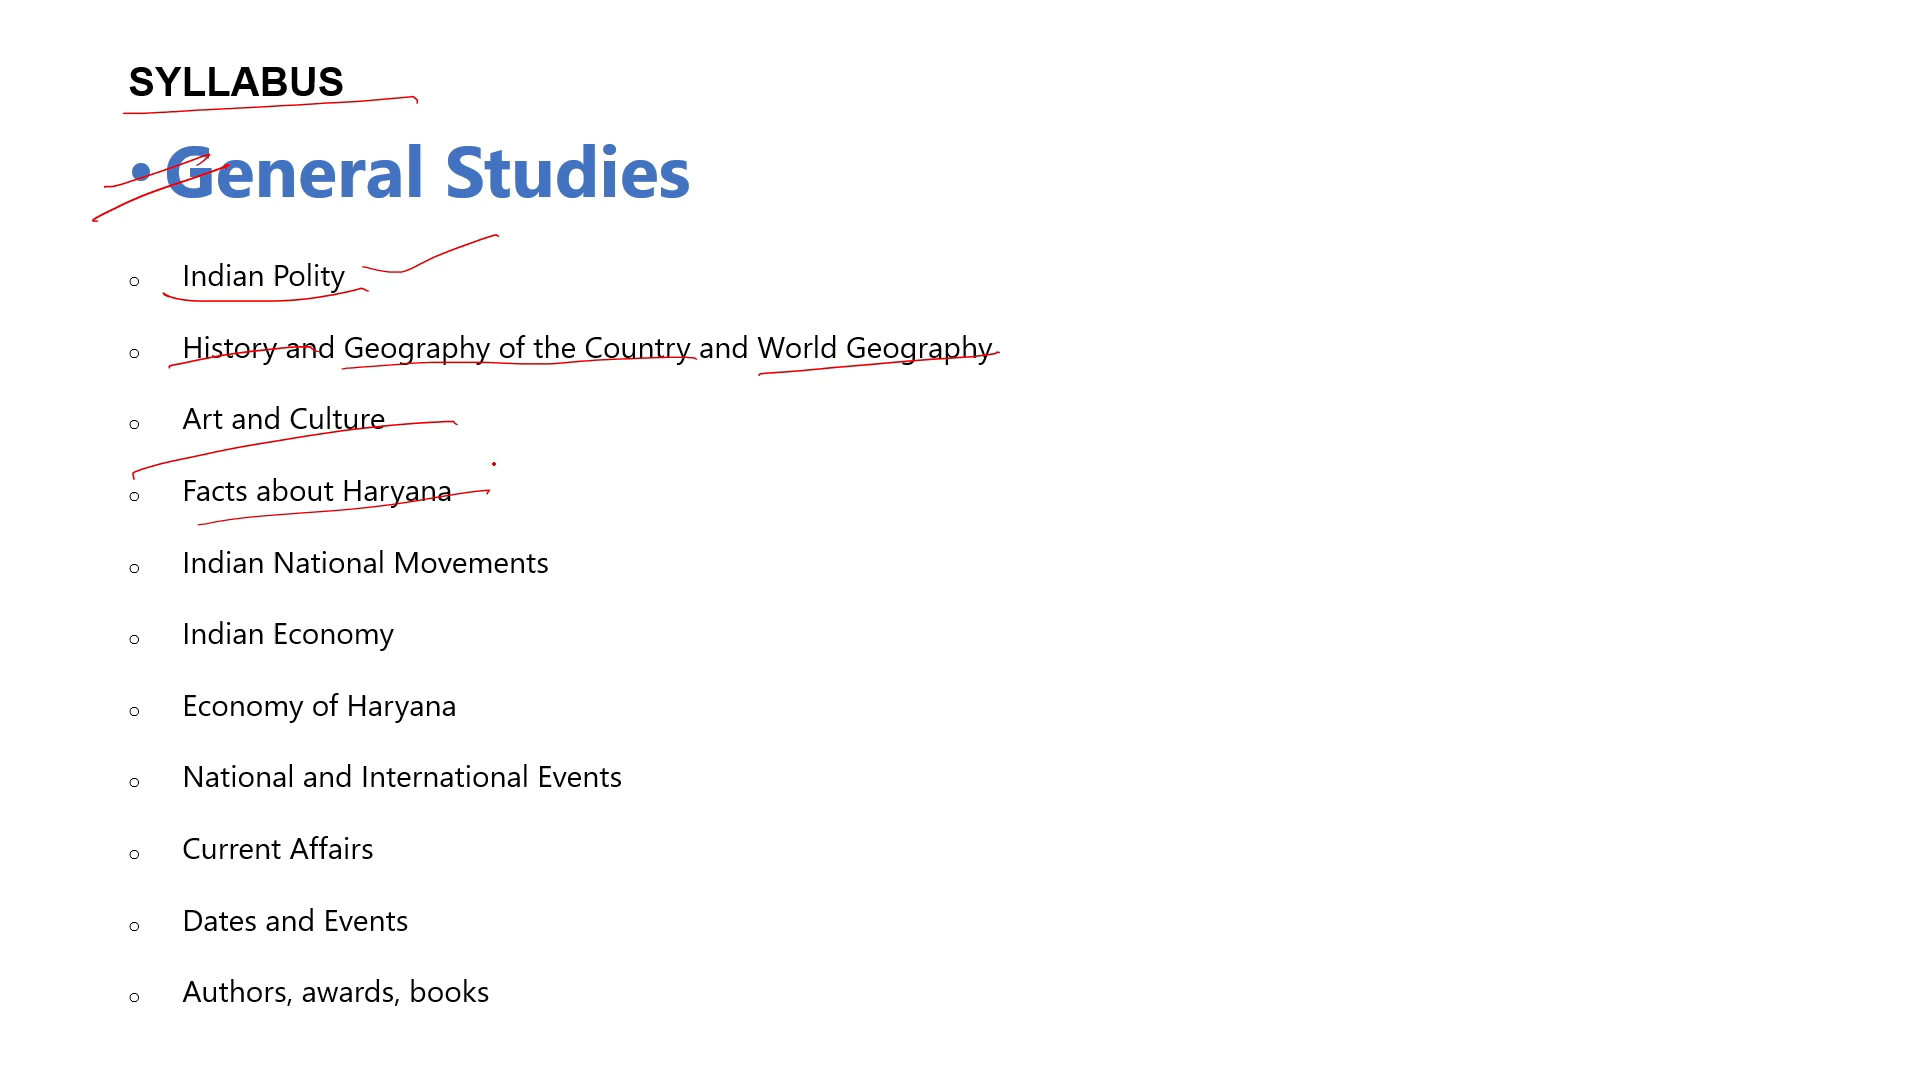 SYLLABUS
• General Studies
o Indian Polity
o History and Geography of the Country and World Geography
o Art and Culture
o Facts about Haryana
o Indian National Movements
o Indian Economy
o Economy of Haryana
o National and International Events
o Current Affairs
o Dates and Events
o Authors, awards, books